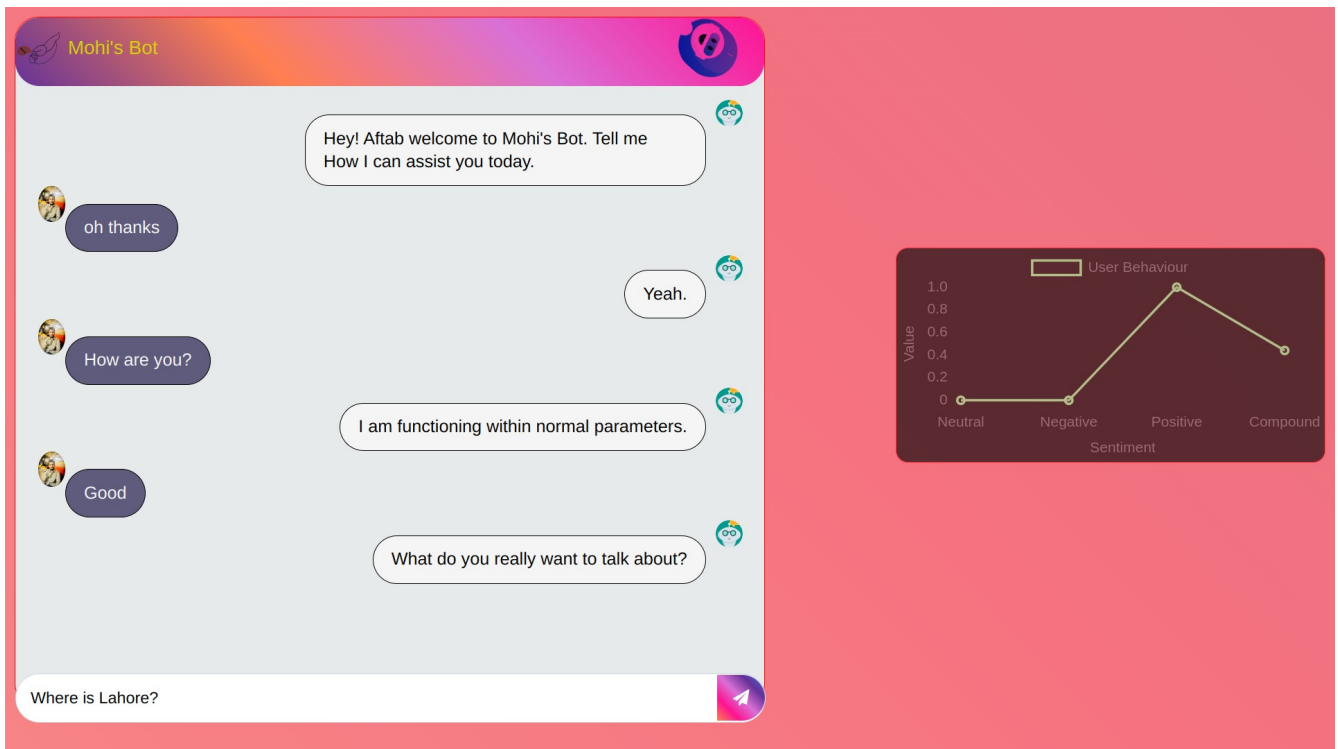 Mohi's Bot
Hey! Aftab welcome to Mohi's Bot. Tell me
How I can assist you today.
oh thanks
Yeah.
How are you?
I am functioning within normal parameters.
Good
What do you really want to talk about?
Where is Lahore?
User Behaviour
1.0
0.8
0.6
0.4
0.2
0
Value
Neutral Negative Positive Compound
Sentiment